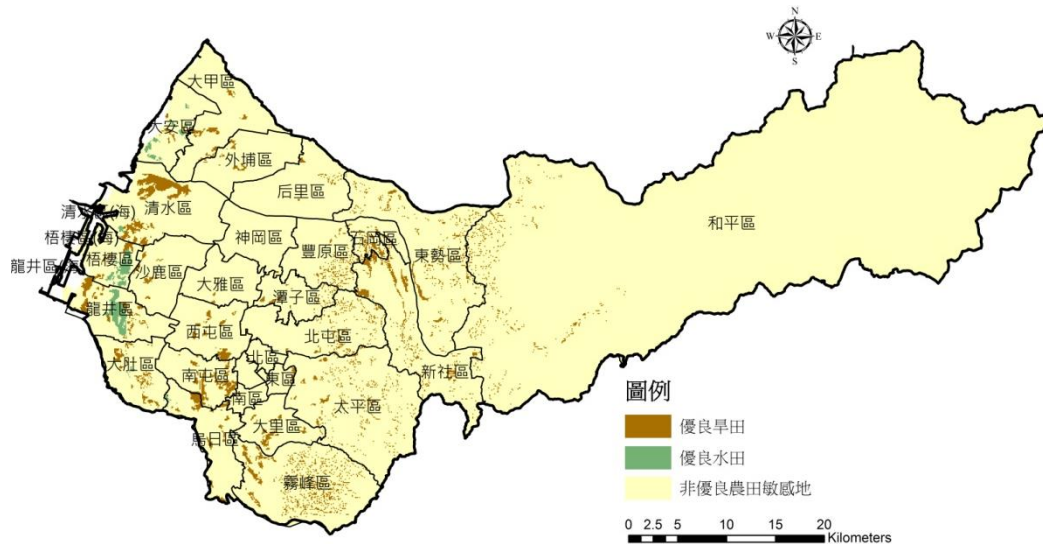 N
W E
S
大甲區
大安區
外埔區
后里區
清水區
清水區(海)
和平區
梧棲區(海)
神岡區
豐原區
石岡區
東勢區
梧棲區
沙鹿區
龍井區(海)
大雅區
潭子區
龍井區
西屯區
北屯區
大肚區
南屯區
北區
東區
新社區
南區
太平區
大里區
烏日區
霧峰區
圖例
優良旱田
優良水田
非優良農田敏感地
0 2.5 5 10 15 20
Kilometers